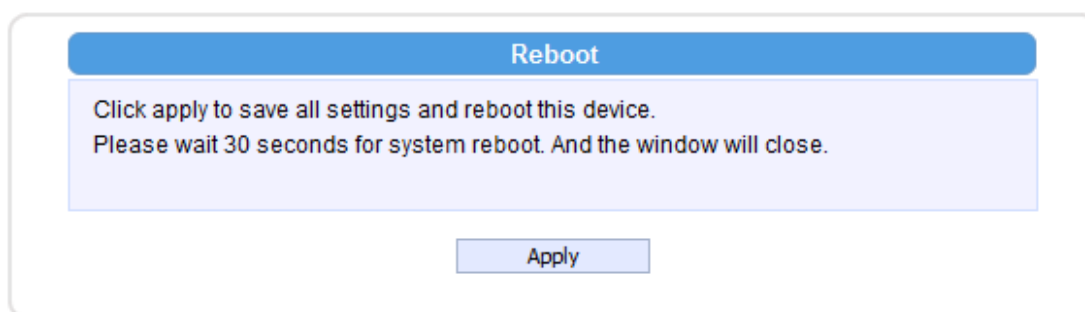 Reboot
Click apply to save all settings and reboot this device.
Please wait 30 seconds for system reboot. And the window will close.
Apply